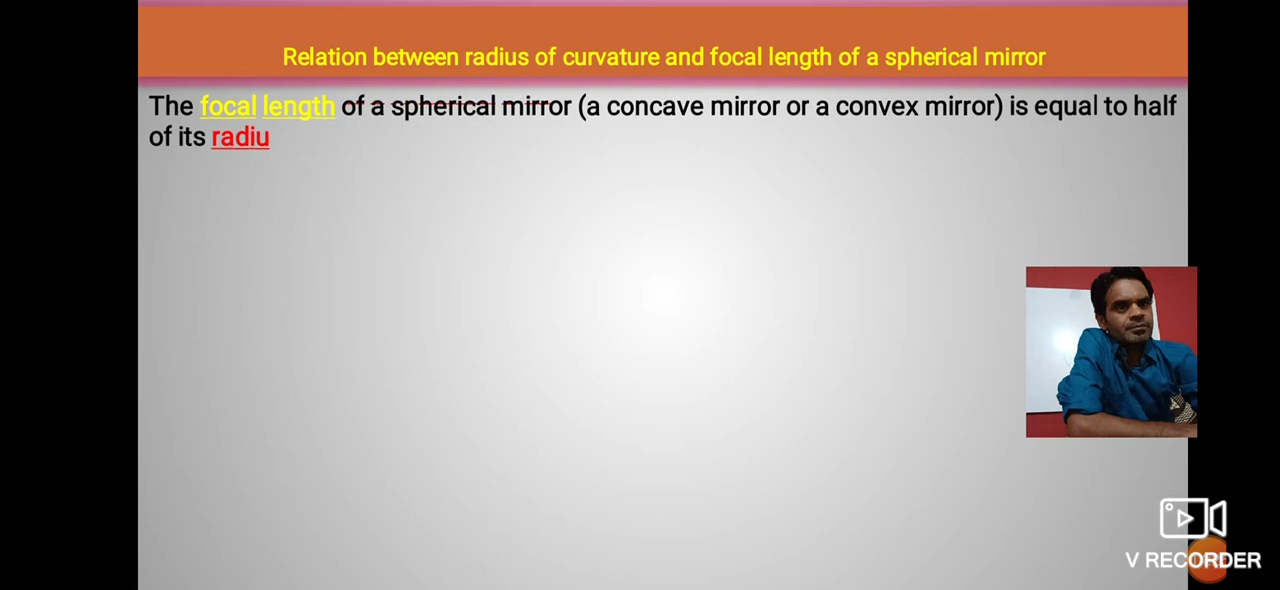 Relation between radius of curvature and focal length of a spherical mirror
The focal length of a spherical mirror (a concave mirror or a convex mirror) is equal to half
of its radiu
V RECORDER